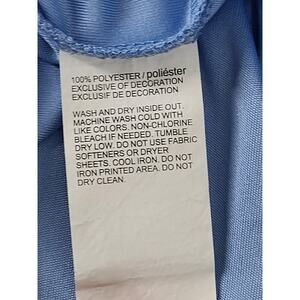 100% POLYESTER / poliéster
EXCLUSIVE OF DECORATION
EXCLUSIF DE DECORATION
WASH AND DRY INSIDE OUT.
MACHINE WASH COLD WITH
LIKE COLORS. NON-CHLORINE
BLEACH IF NEEDED. TUMBLE
DRY LOW. DO NOT USE FABRIC
SOFTENERS OR DRYER
SHEETS. COOL IRON. DO NOT
IRON PRINTED AREA. DO NOT
DRY CLEAN.